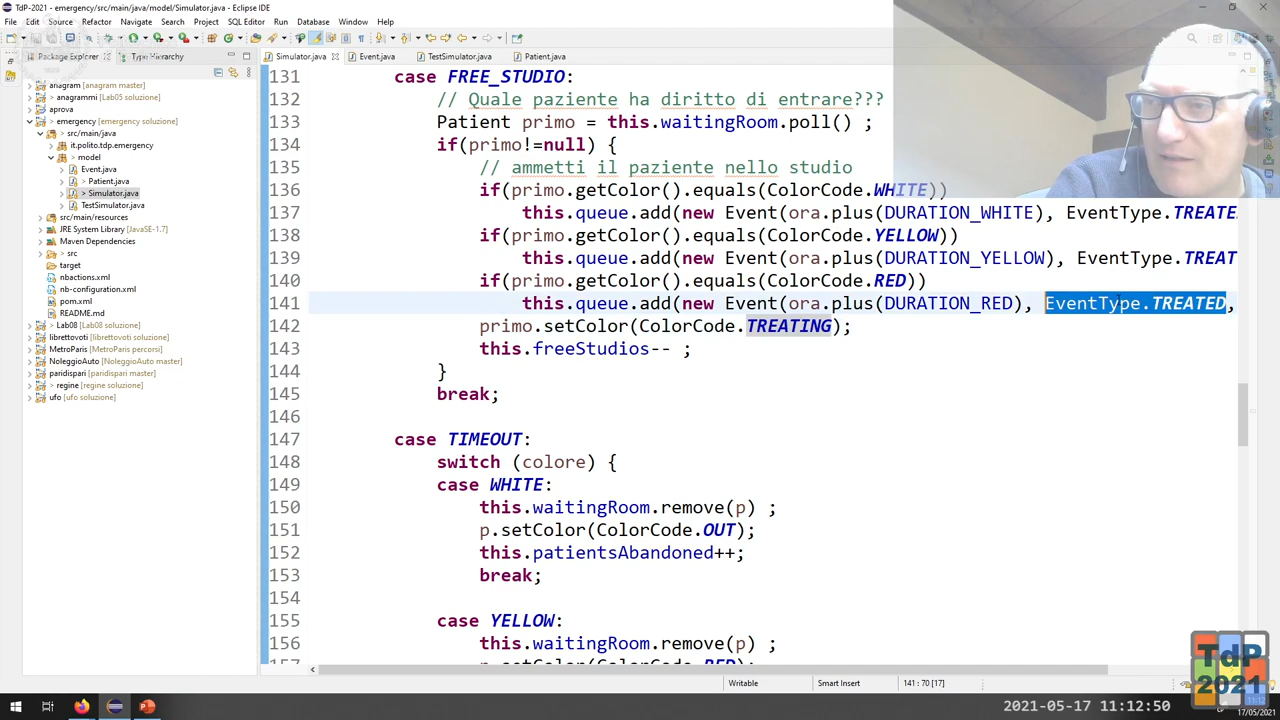 TdP-2021 - emergency/src/main/java/model/Simulator.java - Eclipse IDE
File Edit Source Refactor Navigate Search Project SQL Editor Run Database Window Help
Package Explorer Type Hierarchy
Simulator.java Event.java TestSimulator.java Patient.java
anagram [anagram master]
> anagrammi [Lab05 soluzione]
aprova
> emergency [emergency soluzione]
> src/main/java
it.polito.tdp.emergency
> model
Event.java
> Patient.java
> Simulator.java
> TestSimulator.java
src/main/resources
JRE System Library [JavaSE-1.7]
Maven Dependencies
> src
target
nbactions.xml
nb-configuration.xml
pom.xml
README.md
> Lab08 [Lab08 soluzione]
librettovoti [librettovoti master]
MetroParis [MetroParis percorsi]
NoleggioAuto [NoleggioAuto master]
paridispari [paridispari master]
> regine [regine soluzione]
ufo [ufo soluzione]
131 case FREE_STUDIO:
132 // Quale paziente ha diritto di entrare???
133 Patient primo = this.waitingRoom.poll() ;
134 if(primo!=null) {
135 // ammetti il paziente nello studio
136 if(primo.getColor().equals(ColorCode.WHITE))
137 this.queue.add(new Event(ora.plus(DURATION_WHITE), EventType.TREATE
138 if(primo.getColor().equals(ColorCode.YELLOW))
139 this.queue.add(new Event(ora.plus(DURATION_YELLOW), EventType.TREAT
140 if(primo.getColor().equals(ColorCode.RED))
141 this.queue.add(new Event(ora.plus(DURATION_RED), EventType.TREATED,
142 primo.setColor(ColorCode.TREATING);
143 this.freeStudios-- ;
144 }
145 break;
146
147 case TIMEOUT:
148 switch (colore) {
149 case WHITE:
150 this.waitingRoom.remove(p) ;
151 p.setColor(ColorCode.OUT);
152 this.patientsAbandoned++;
153 break;
154
155 case YELLOW:
156 this.waitingRoom.remove(p) ;
Writable Smart Insert 141 : 70 [17]
TdP
2021
2021-05-17 11:12:50
17/05/2021